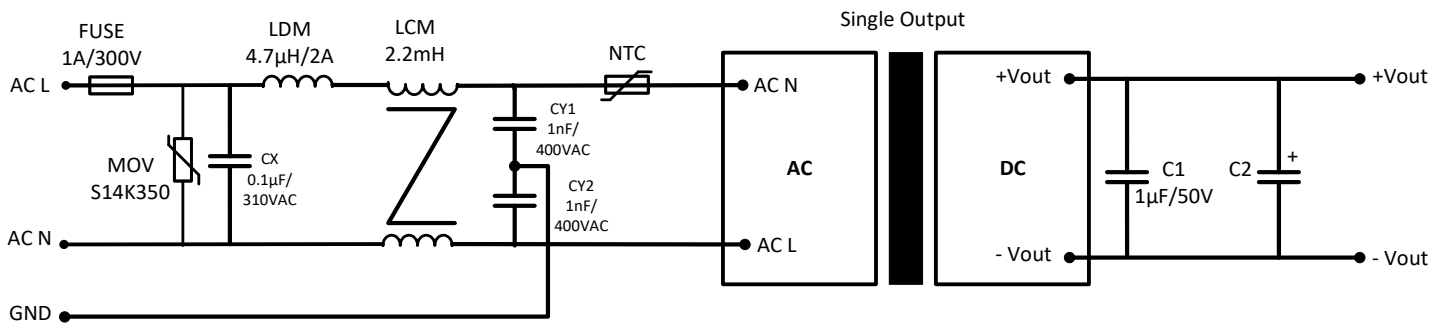 Single Output
FUSE
1A/300V
LDM
4.7µH/2A
LCM
2.2mH
NTC
AC L
AC N
+Vout
+Vout
MOV
S14K350
CX
0.1µF/
310VAC
CY1
1nF/
400VAC
CY2
1nF/
400VAC
AC
DC
C1
1µF/50V
C2
+
AC N
AC L
- Vout
- Vout
GND